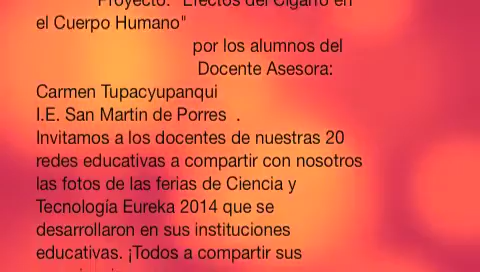 Proyecto: "Efectos del Cigarro en
el Cuerpo Humano"
por los alumnos del
Docente Asesora:
Carmen Tupacyupanqui
I.E. San Martin de Porres .
Invitamos a los docentes de nuestras 20
redes educativas a compartir con nosotros
las fotos de las ferias de Ciencia y
Tecnología Eureka 2014 que se
desarrollaron en sus instituciones
educativas. ¡Todos a compartir sus